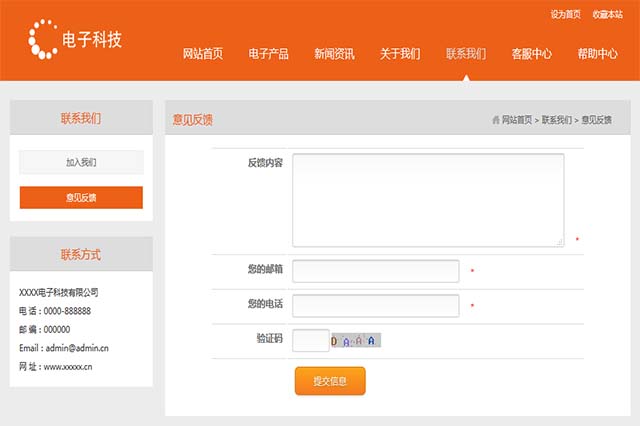 设为首页 收藏本站
电子科技
网站首页 电子产品 新闻资讯 关于我们 联系我们 客服中心 帮助中心
联系我们
加入我们
意见反馈
联系方式
XXXX电子科技有限公司
电 话：0000-888888
邮 编：000000
Email：admin@admin.cn
网 址：www.xxxxx.cn
意见反馈
网站首页 > 联系我们 > 意见反馈
反馈内容
*
您的邮箱 *
您的电话 *
验证码 DAAA
提交信息